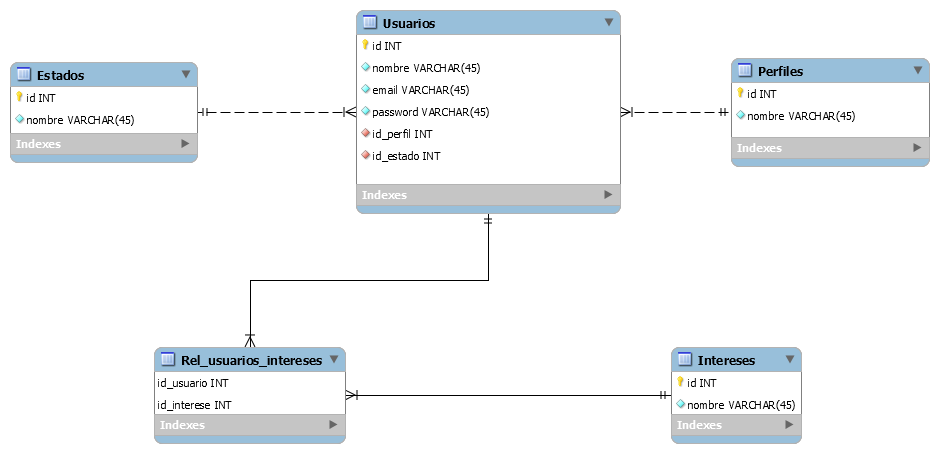 Usuarios
id INT
nombre VARCHAR(45)
email VARCHAR(45)
password VARCHAR(45)
id_perfil INT
id_estado INT
Indexes
Estados
id INT
nombre VARCHAR(45)
Indexes
Perfiles
id INT
nombre VARCHAR(45)
Indexes
Rel_usuarios_intereses
id_usuario INT
id_interese INT
Indexes
Intereses
id INT
nombre VARCHAR(45)
Indexes